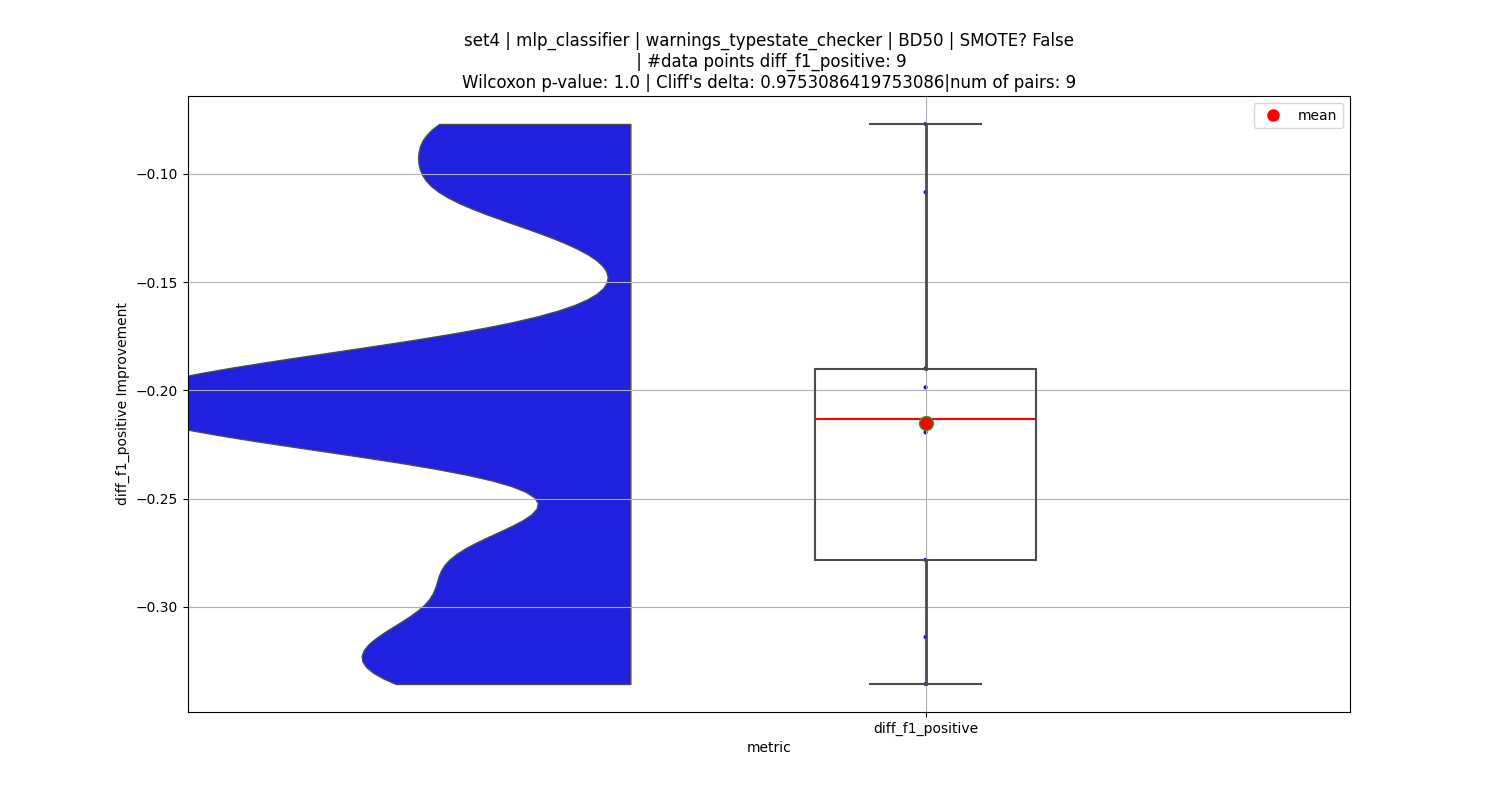 set4 | mlp_classifier | warnings_typestate_checker | BD50 | SMOTE? False
| #data points diff_f1_positive: 9
Wilcoxon p-value: 1.0 | Cliff's delta: 0.9753086419753086|num of pairs: 9
mean
−0.10
−0.15
−0.20
−0.25
−0.30
diff_f1_positive Improvement
diff_f1_positive
metric